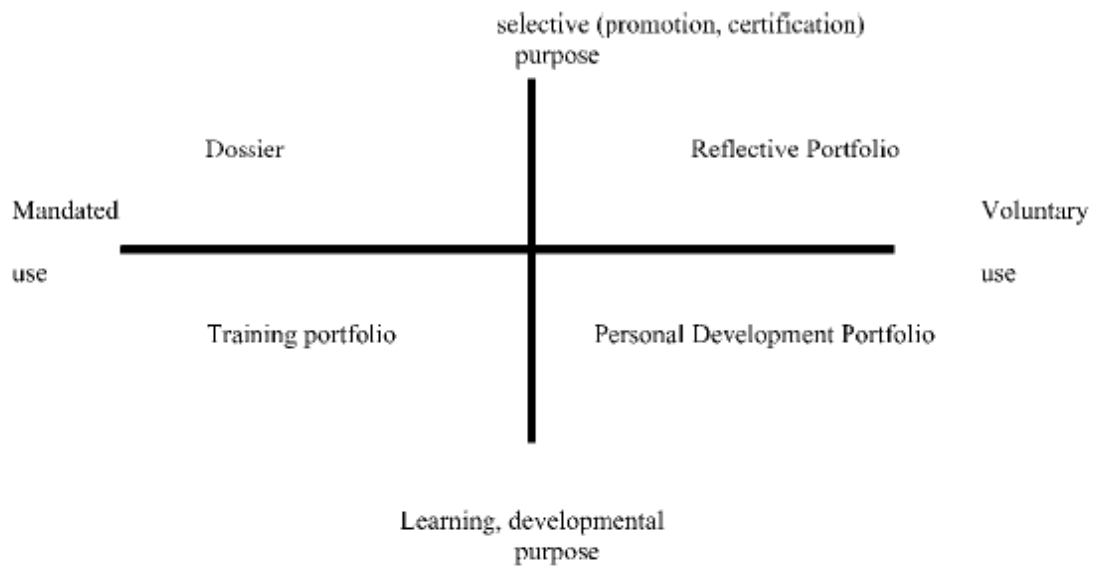 selective (promotion, certification)
purpose
Dossier
Reflective Portfolio
Mandated
use
Voluntary
use
Training portfolio
Personal Development Portfolio
Learning, developmental
purpose